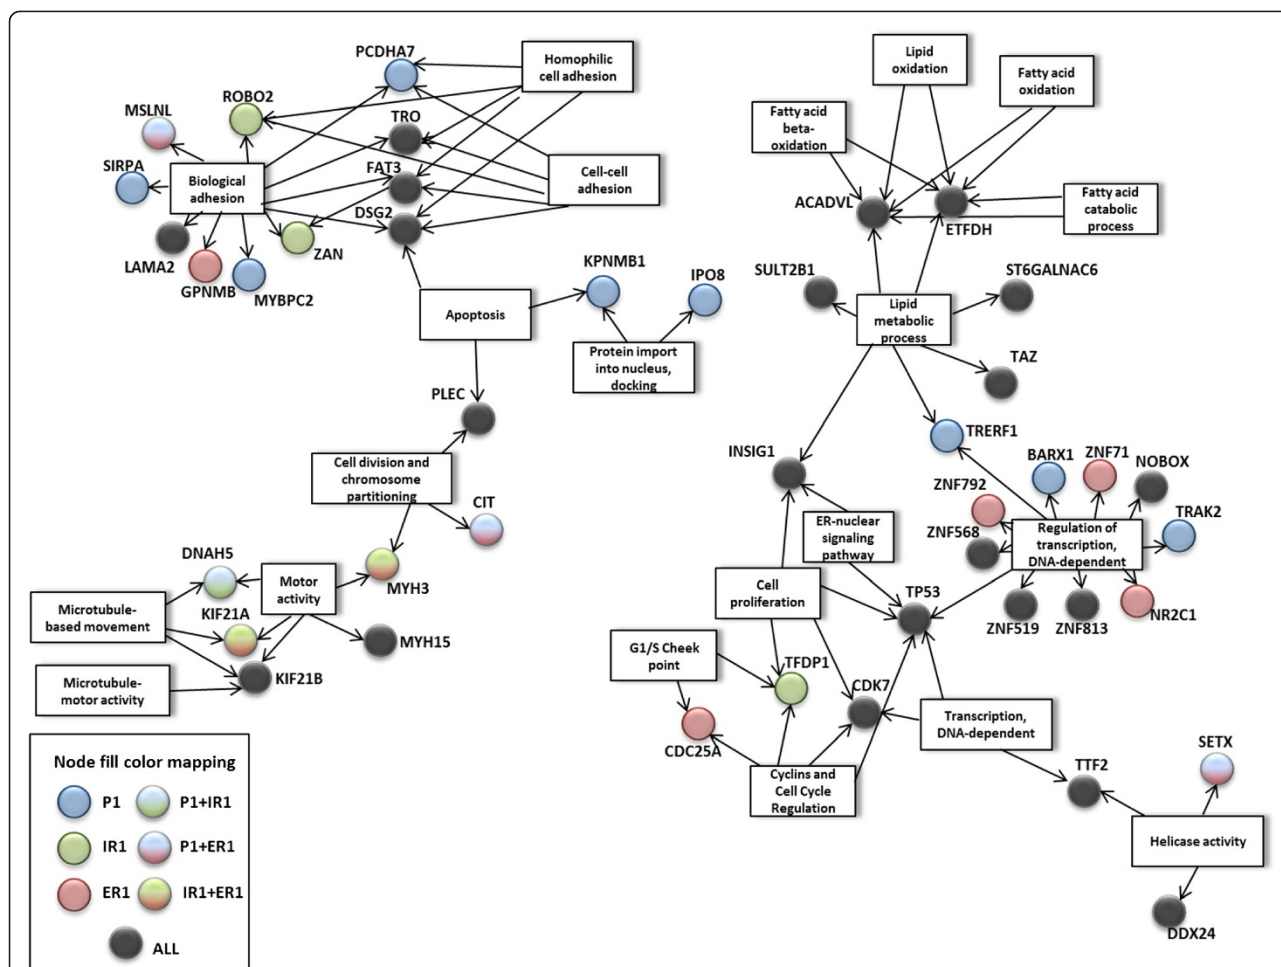 PCDHA7
Homophilic
cell adhesion
Lipid
oxidation
Fatty acid
oxidation
MSLNL
ROBO2
TRO
Fatty acid
beta-
oxidation
SIRPA
Biological
adhesion
FAT3
Cell-cell
adhesion
DSG2
ACADVL
ETFDH
Fatty acid
catabolic
process
LAMA2
GPNMB
MYBPC2
ZAN
KPNMB1
IPO8
SULT2B1
ST6GALNAC6
Apoptosis
Lipid
metabolic
process
Protein import
into nucleus,
docking
TAZ
PLEC
TRERF1
INSIG1
BARX1
ZNF71
NOBOX
Cell division and
chromosome
partitioning
CIT
ZNF792
TRAK2
ER-nuclear
signaling
pathway
ZNF568
Regulation of
transcription,
DNA-dependent
DNAH5
Motor
activity
MYH3
Cell
proliferation
TP53
ZNF519
ZNF813
NR2C1
Microtubule-
based movement
KIF21A
MYH15
G1/S Cheek
point
TFDP1
CDK7
Microtubule-
motor activity
KIF21B
CDC25A
Transcription,
DNA-dependent
SETX
Cyclins and
Cell Cycle
Regulation
TTF2
Helicase activity
DDX24
Node fill color mapping
P1
P1+IR1
IR1
P1+ER1
ER1
IR1+ER1
ALL